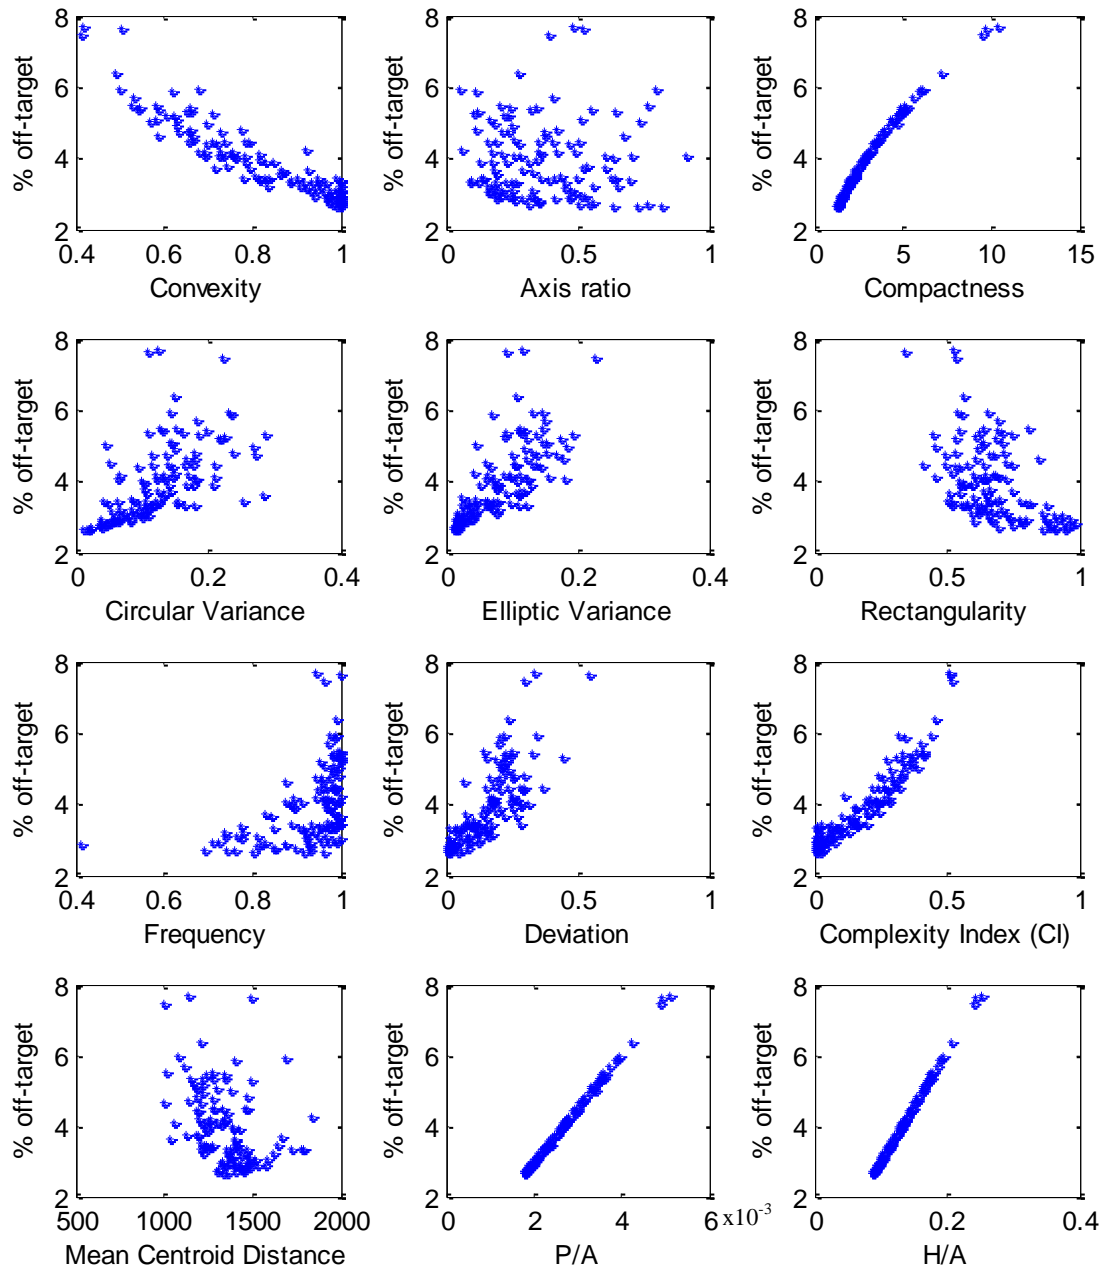 8
6
4
2
% off-target
0.4 0.6 0.8 1
Convexity
8
6
4
2
% off-target
0 0.5 1
Axis ratio
8
6
4
2
% off-target
0 5 10 15
Compactness
8
6
4
2
% off-target
0 0.2 0.4
Circular Variance
8
6
4
2
% off-target
0 0.2 0.4
Elliptic Variance
8
6
4
2
% off-target
0 0.5 1
Rectangularity
8
6
4
2
% off-target
0.4 0.6 0.8 1
Frequency
8
6
4
2
% off-target
0 0.5 1
Deviation
8
6
4
2
% off-target
0 0.5 1
Complexity Index (CI)
8
6
4
2
% off-target
500 1000 1500 2000
Mean Centroid Distance
8
6
4
2
% off-target
0 2 4 6 x10⁻³
P/A
8
6
4
2
% off-target
0 0.2 0.4
H/A